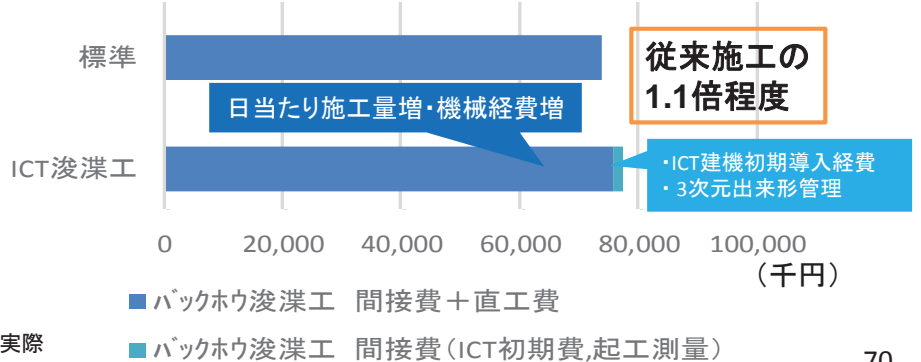 標準
従来施工の
1.1倍程度
日当たり施工量増・機械経費増
ICT浚渫工
・ICT建機初期導入経費
・3次元出来形管理
0 20,000 40,000 60,000 80,000 100,000
（千円）
バックホウ浚渫工 間接費＋直工費
実際
バックホウ浚渫工 間接費（ICT初期費,起工測量）
70